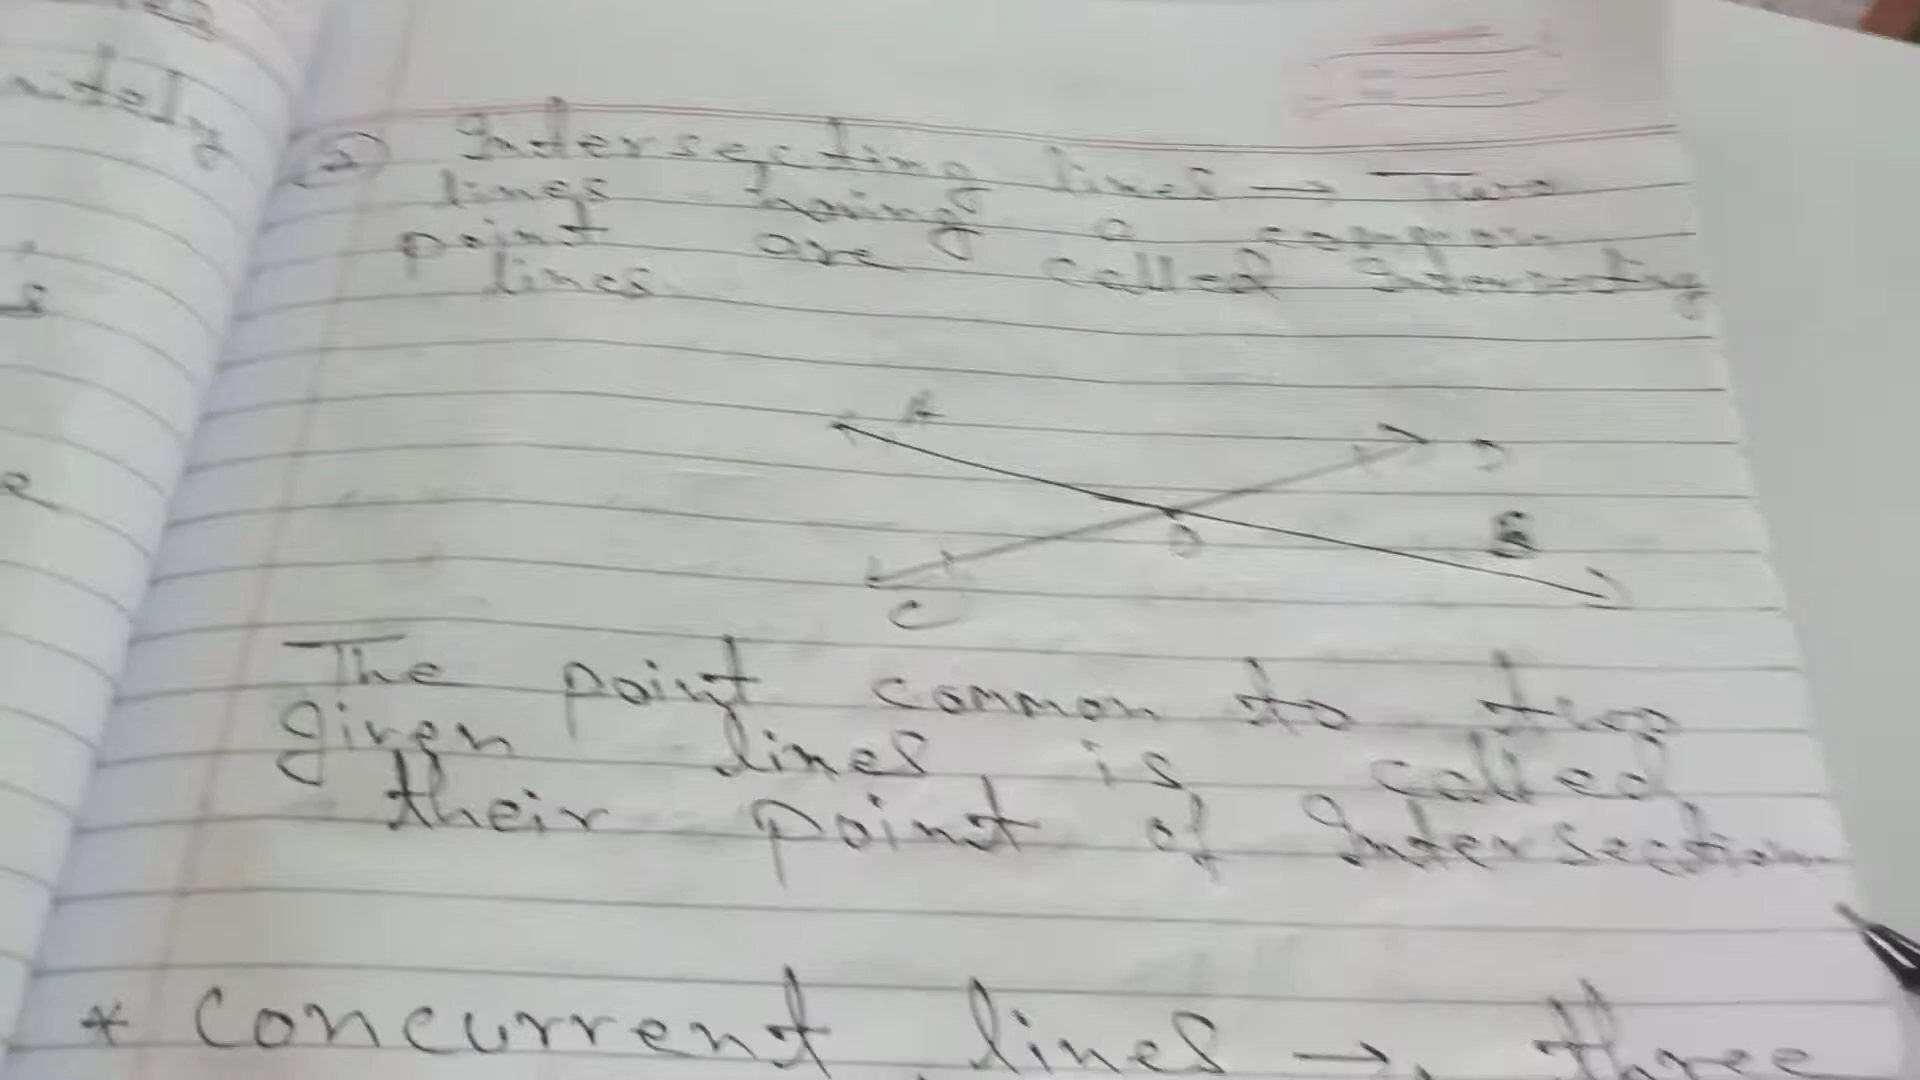 ② Intersecting lines → Two
lines having a common
point are called Intersecting
lines.
A
D
B
O
C
The point common to two
given lines is called
their point of Intersection
* concurrent lines → three